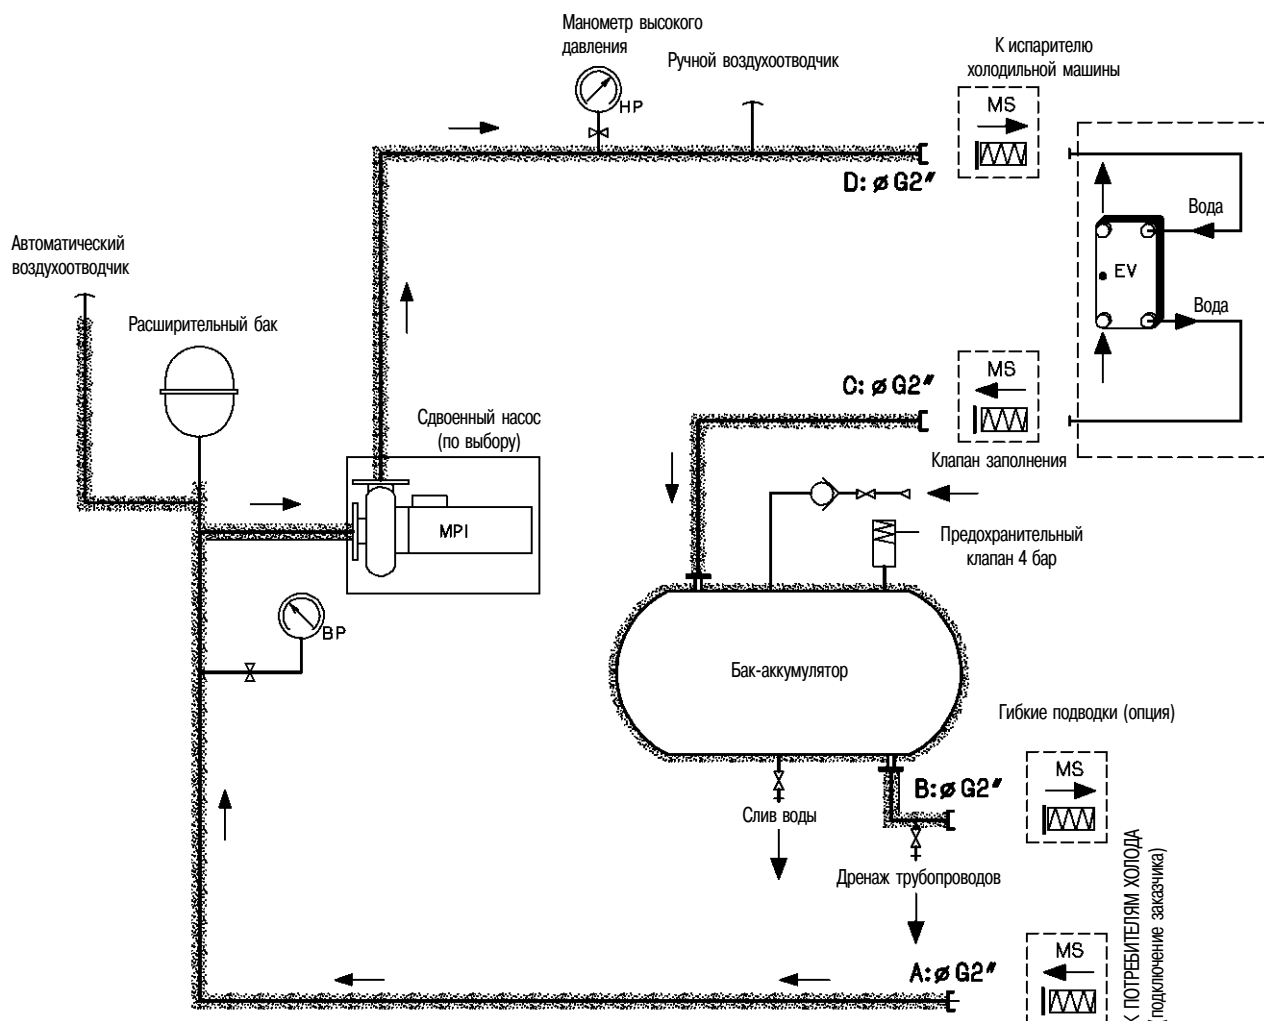 Манометр высокого
давления
HP
Ручной воздухоотводчик
К испарителю
холодильной машины
MS
D: ø G2″
Вода
EV
Вода
Автоматический
воздухоотводчик
Расширительный бак
Сдвоенный насос
(по выбору)
MPI
C: ø G2″
MS
Клапан заполнения
Предохранительный
клапан 4 бар
BP
Бак-аккумулятор
Гибкие подводки (опция)
MS
B: ø G2″
Слив воды
Дренаж трубопроводов
A: ø G2″
MS
К ПОТРЕБИТЕЛЯМ ХОЛОДА
(подключение заказчика)